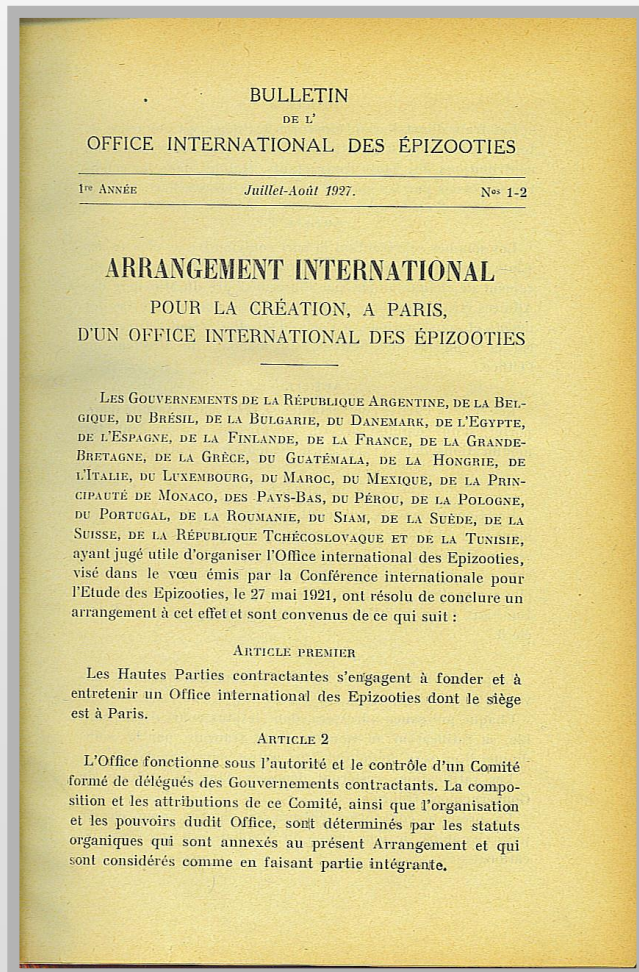 BULLETIN
DE L'
OFFICE INTERNATIONAL DES ÉPIZOOTIES
1re ANNÉE Juillet-Août 1927. Nos 1-2
ARRANGEMENT INTERNATIONAL
POUR LA CRÉATION, A PARIS,
D'UN OFFICE INTERNATIONAL DES ÉPIZOOTIES
LES GOUVERNEMENTS DE LA RÉPUBLIQUE ARGENTINE, DE LA BEL-
GIQUE, DU BRÉSIL, DE LA BULGARIE, DU DANEMARK, DE L'EGYPTE,
DE L'ESPAGNE, DE LA FINLANDE, DE LA FRANCE, DE LA GRANDE-
BRETAGNE, DE LA GRÈCE, DU GUATÉMALA, DE LA HONGRIE, DE
L'ITALIE, DU LUXEMBOURG, DU MAROC, DU MEXIQUE, DE LA PRIN-
CIPAUTÉ DE MONACO, DES PAYS-BAS, DU PÉROU, DE LA POLOGNE,
DU PORTUGAL, DE LA ROUMANIE, DU SIAM, DE LA SUÈDE, DE LA
SUISSE, DE LA RÉPUBLIQUE TCHÉCOSLOVAQUE ET DE LA TUNISIE,
ayant jugé utile d'organiser l'Office international des Epizooties,
visé dans le vœu émis par la Conférence internationale pour
l'Etude des Epizooties, le 27 mai 1921, ont résolu de conclure un
arrangement à cet effet et sont convenus de ce qui suit :
ARTICLE PREMIER
Les Hautes Parties contractantes s'engagent à fonder et à
entretenir un Office international des Epizooties dont le siège
est à Paris.
ARTICLE 2
L'Office fonctionne sous l'autorité et le contrôle d'un Comité
formé de délégués des Gouvernements contractants. La compo-
sition et les attributions de ce Comité, ainsi que l'organisation
et les pouvoirs dudit Office, sont déterminés par les statuts
organiques qui sont annexés au présent Arrangement et qui
sont considérés comme en faisant partie intégrante.